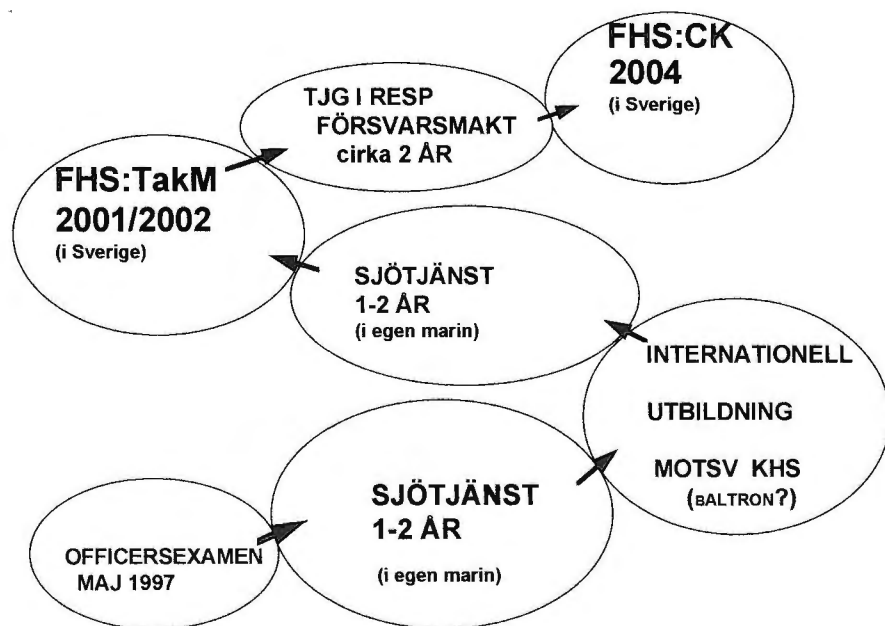 FHS:CK
2004
(i Sverige)
TJG I RESP
FÖRSVARSMAKT
cirka 2 ÅR
FHS:TakM
2001/2002
(i Sverige)
SJÖTJÄNST
1-2 ÅR
(i egen marin)
INTERNATIONELL
UTBILDNING
MOTSV KHS
(BALTRON?)
SJÖTJÄNST
1-2 ÅR
(i egen marin)
OFFICERSEXAMEN
MAJ 1997